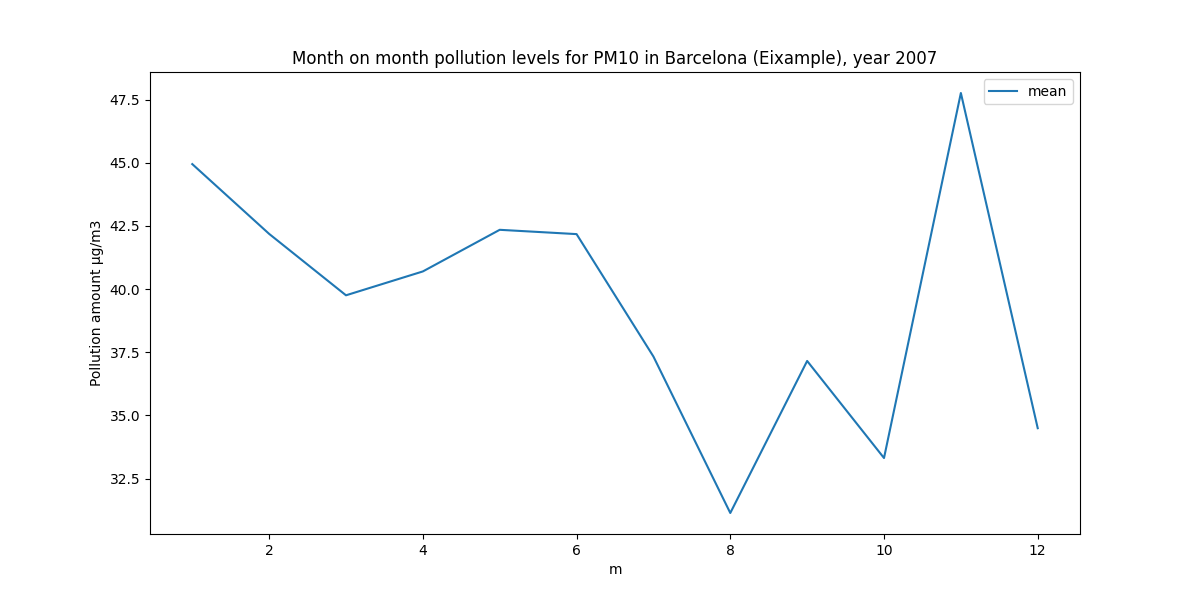 Month on month pollution levels for PM10 in Barcelona (Eixample), year 2007
mean
47.5
45.0
42.5
40.0
37.5
35.0
32.5
Pollution amount µg/m3
2 4 6 8 10 12
m